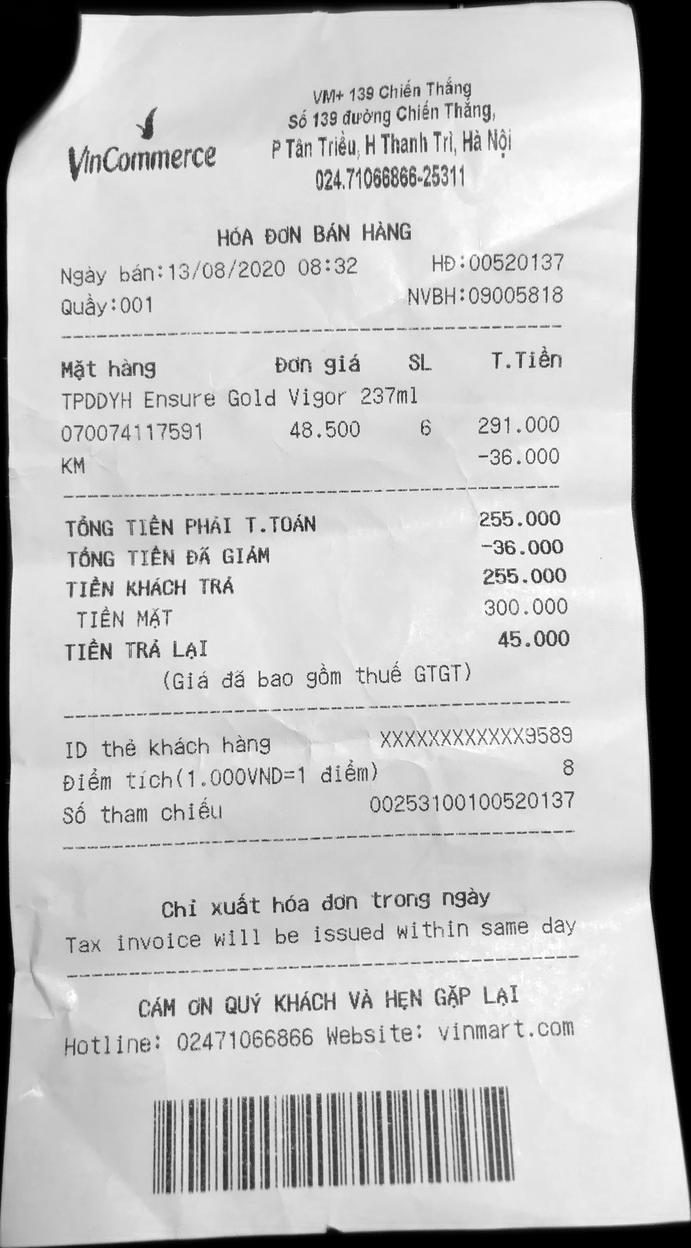 VinCommerce
VM+ 139 Chiến Thắng
Số 139 đường Chiến Thắng,
P Tân Triều, H Thanh Trì, Hà Nội
024.71066866-25311
HÓA ĐƠN BÁN HÀNG
Ngày bán:13/08/2020 08:32 HĐ:00520137
Quầy:001 NVBH:09005818
Mặt hàng Đơn giá SL T.Tiền
TPDDYH Ensure Gold Vigor 237ml
070074117591 48.500 6 291.000
KM -36.000
TỔNG TIỀN PHẢI T.TOÁN 255.000
TỔNG TIỀN ĐÃ GIẢM -36.000
TIỀN KHÁCH TRẢ 255.000
TIỀN MẶT 300.000
TIỀN TRẢ LẠI 45.000
(Giá đã bao gồm thuế GTGT)
ID thẻ khách hàng XXXXXXXXXXXX9589
Điểm tích(1.000VND=1 điểm) 8
Số tham chiếu 00253100100520137
Chỉ xuất hóa đơn trong ngày
Tax invoice will be issued within same day
CÁM ƠN QUÝ KHÁCH VÀ HẸN GẶP LẠI
Hotline: 02471066866 Website: vinmart.com